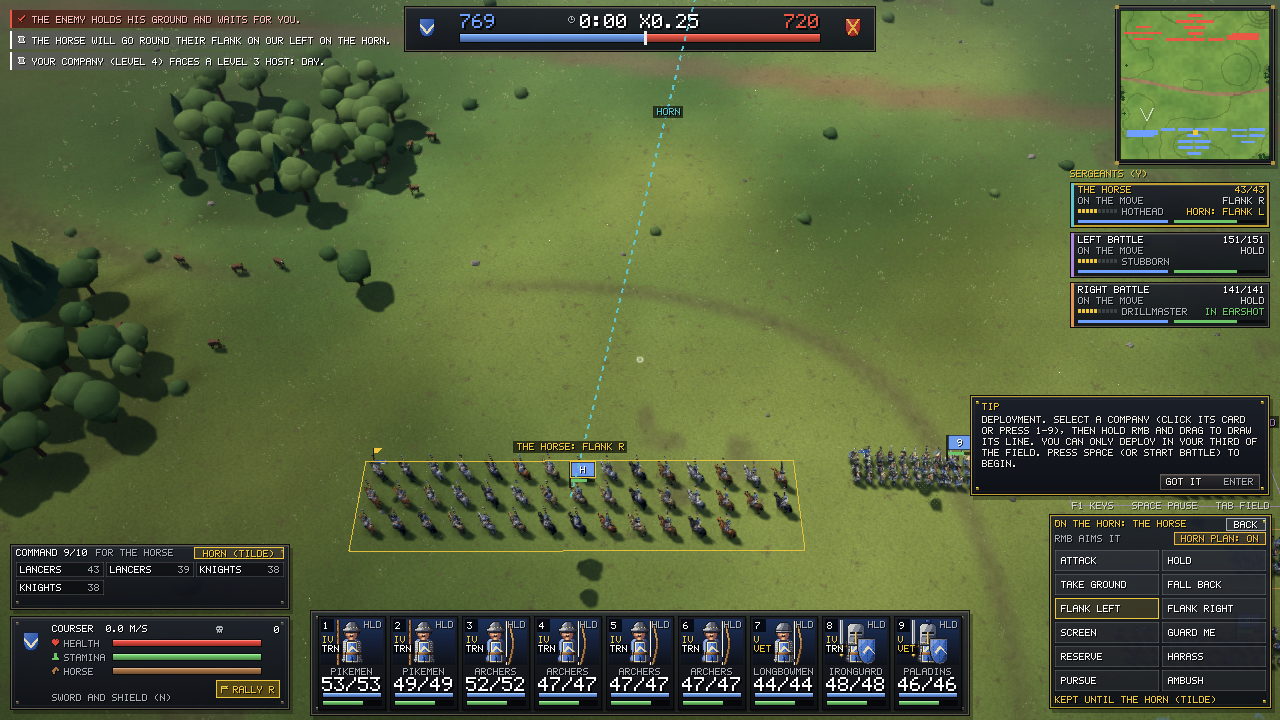 ✓ THE ENEMY HOLDS HIS GROUND AND WAITS FOR YOU.
THE HORSE WILL GO ROUND THEIR FLANK ON OUR LEFT ON THE HORN.
YOUR COMPANY (LEVEL 4) FACES A LEVEL 3 HOST: DAY.
769 0:00 X0.25 720
HORN
SERGEANTS (Y)
THE HORSE 43/43
ON THE MOVE FLANK R
HOTHEAD HORN: FLANK L
LEFT BATTLE 151/151
ON THE MOVE HOLD
STUBBORN
RIGHT BATTLE 141/141
ON THE MOVE HOLD
DRILLMASTER IN EARSHOT
TIP
DEPLOYMENT. SELECT A COMPANY (CLICK ITS CARD
OR PRESS 1-9), THEN HOLD RMB AND DRAG TO DRAW
ITS LINE. YOU CAN ONLY DEPLOY IN YOUR THIRD OF
THE FIELD. PRESS SPACE (OR START BATTLE) TO
BEGIN.
GOT IT ENTER
THE HORSE: FLANK R
H
9
F1 KEYS SPACE PAUSE TAB FIELD
ON THE HORN: THE HORSE BACK
RMB AIMS IT HORN PLAN: ON
ATTACK HOLD
TAKE GROUND FALL BACK
FLANK LEFT FLANK RIGHT
SCREEN GUARD ME
RESERVE HARASS
PURSUE AMBUSH
KEPT UNTIL THE HORN (TILDE)
COMMAND 9/10 FOR THE HORSE HORN (TILDE)
LANCERS 43 LANCERS 39 KNIGHTS 38
KNIGHTS 38
COURSER 0.0 M/S 0
HEALTH
STAMINA
HORSE
SWORD AND SHIELD (N) RALLY R
1 HLD IV TRN PIKEMEN 53/53
2 HLD IV TRN PIKEMEN 49/49
3 HLD IV TRN ARCHERS 52/52
4 HLD IV TRN ARCHERS 47/47
5 HLD IV TRN ARCHERS 47/47
6 HLD IV TRN ARCHERS 47/47
7 HLD V VET LONGBOWMEN 44/44
8 HLD IV TRN IRONGUARD 48/48
9 HLD V VET PALADINS 46/46